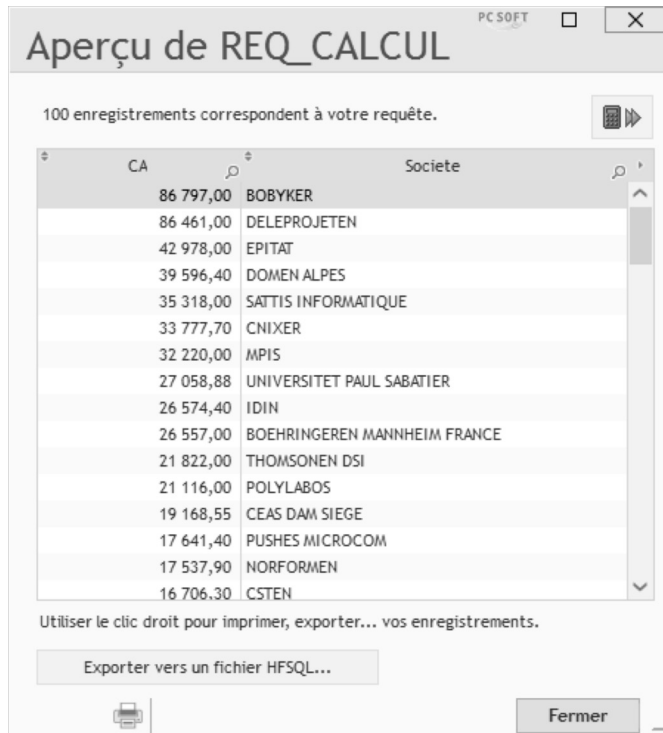 PC SOFT
Aperçu de REQ_CALCUL
100 enregistrements correspondent à votre requête.
CA Societe
86 797,00 BOBYKER
86 461,00 DELEPROJETEN
42 978,00 EPITAT
39 596,40 DOMEN ALPES
35 318,00 SATTIS INFORMATIQUE
33 777,70 CNIXER
32 220,00 MPIS
27 058,88 UNIVERSITET PAUL SABATIER
26 574,40 IDIN
26 557,00 BOEHRINGEREN MANNHEIM FRANCE
21 822,00 THOMSONEN DSI
21 116,00 POLYLABOS
19 168,55 CEAS DAM SIEGE
17 641,40 PUSHES MICROCOM
17 537,90 NORFORMEN
16 706,30 CSTEN
Utiliser le clic droit pour imprimer, exporter... vos enregistrements.
Exporter vers un fichier HFSQL...
Fermer